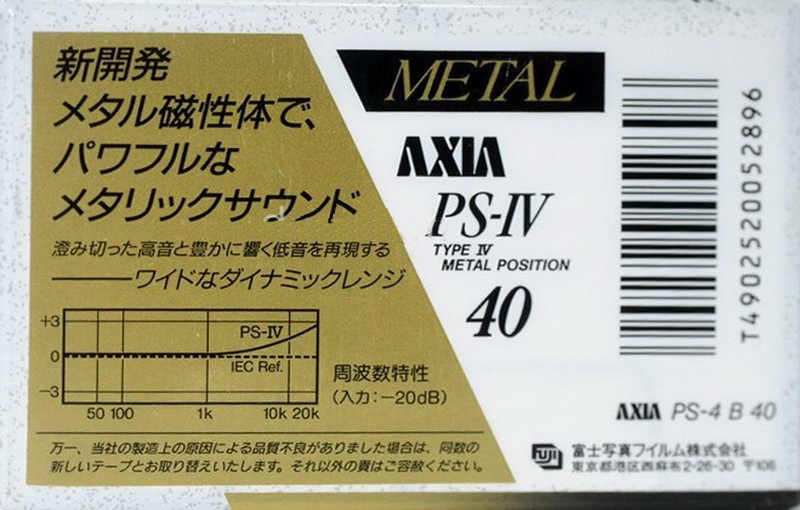 新開発
メタル磁性体で、
パワフルな
メタリックサウンド
澄み切った高音と豊かに響く低音を再現する
——ワイドなダイナミックレンジ
+3
PS-IV
0
IEC Ref.
-3
50 100 1k 10k 20k
周波数特性
(入力:-20dB)
万一、当社の製造上の原因による品質不良がありました場合は、同数の
新しいテープとお取り替えいたします。それ以外の責はご容赦ください。
METAL
AXIA
PS-IV
TYPE IV
METAL POSITION
40
T4902520052896
AXIA PS-4 B 40
FUJI 富士写真フイルム株式会社
東京都港区西麻布2-26-30 〒106